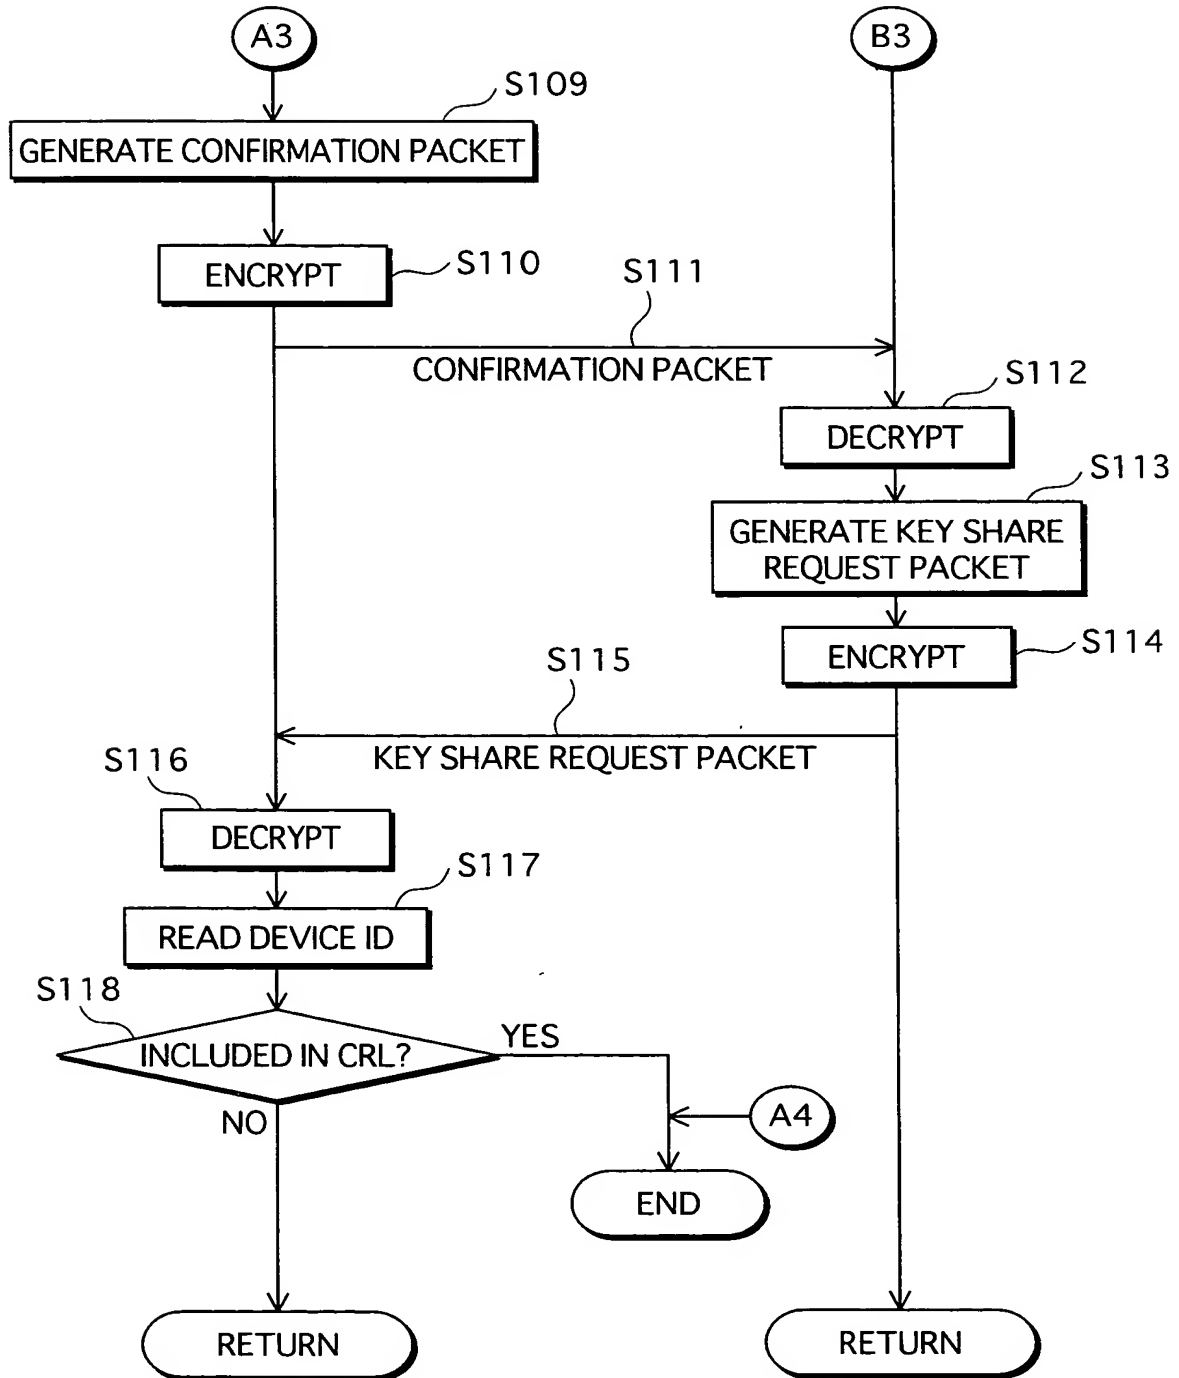 A3
B3
S109
GENERATE CONFIRMATION PACKET
S110
ENCRYPT
S111
CONFIRMATION PACKET
S112
DECRYPT
S113
GENERATE KEY SHARE
REQUEST PACKET
S114
ENCRYPT
S115
KEY SHARE REQUEST PACKET
S116
DECRYPT
S117
READ DEVICE ID
S118
INCLUDED IN CRL?
YES
NO
A4
END
RETURN
RETURN